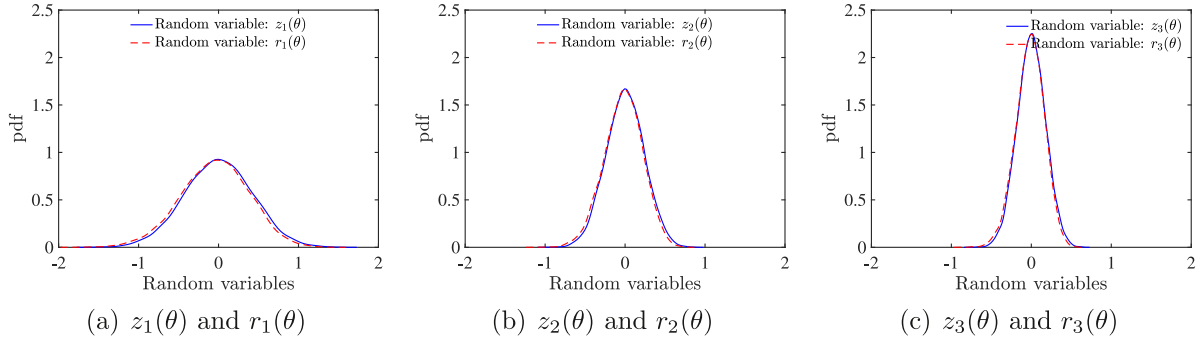 2.5
2
1.5
1
0.5
0
pdf
Random variable: z₁(θ)
Random variable: r₁(θ)
-2 -1 0 1 2
Random variables
(a) z₁(θ) and r₁(θ)
2.5
2
1.5
1
0.5
0
pdf
Random variable: z₂(θ)
Random variable: r₂(θ)
-2 -1 0 1 2
Random variables
(b) z₂(θ) and r₂(θ)
2.5
2
1.5
1
0.5
0
pdf
Random variable: z₃(θ)
Random variable: r₃(θ)
-2 -1 0 1 2
Random variables
(c) z₃(θ) and r₃(θ)